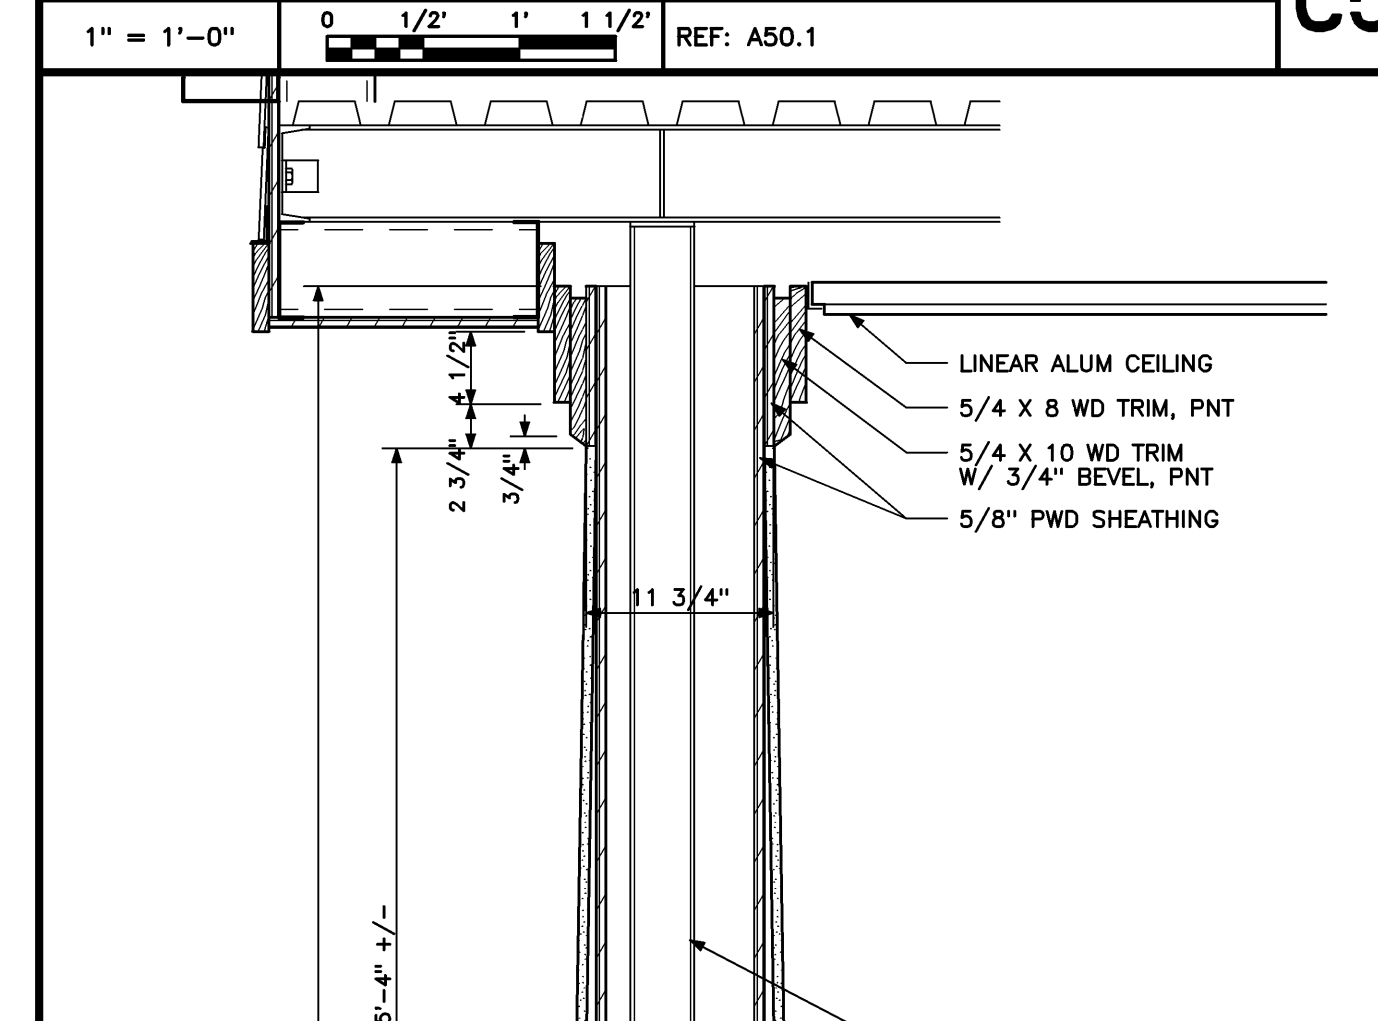 1" = 1'-0"
0 1/2' 1' 1 1/2'
REF: A50.1
4 1/2"
2 3/4"
3/4"
LINEAR ALUM CEILING
5/4 X 8 WD TRIM, PNT
5/4 X 10 WD TRIM
W/ 3/4" BEVEL, PNT
5/8" PWD SHEATHING
11 3/4"